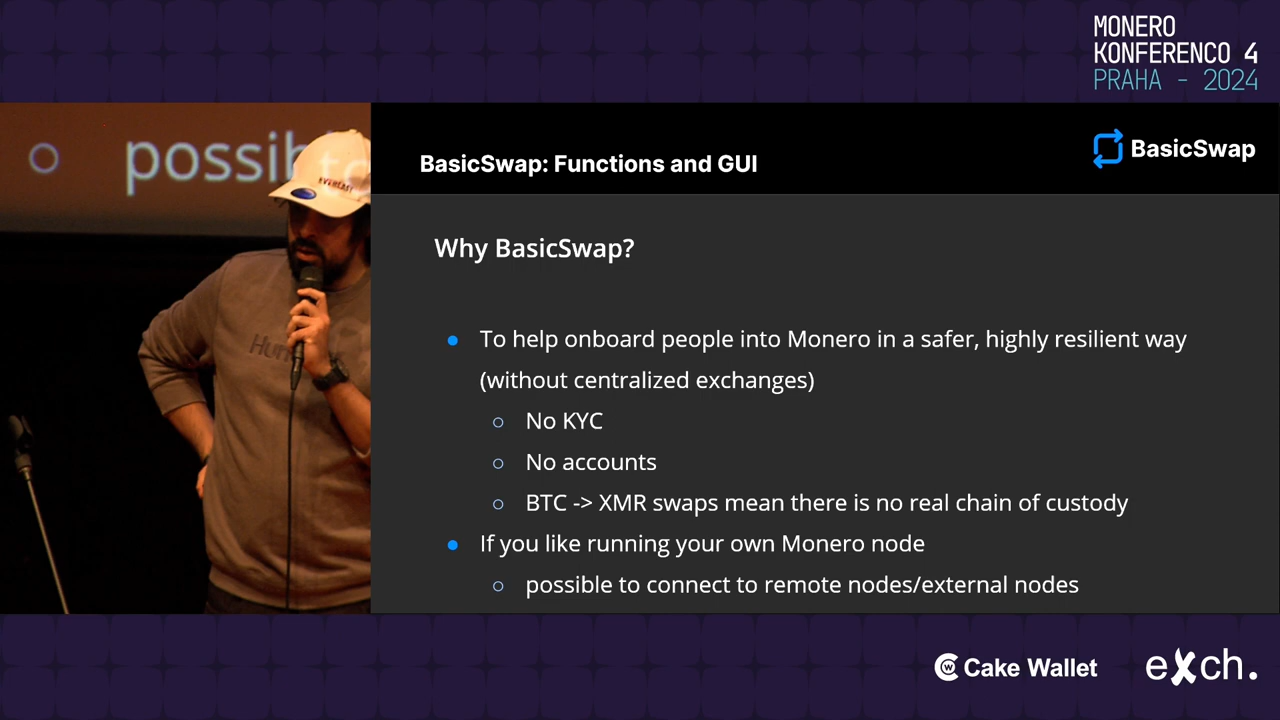 MONERO
KONFERENCO 4
PRAHA - 2024
possib
EVERLAST
Hu
BasicSwap: Functions and GUI
BasicSwap
Why BasicSwap?
● To help onboard people into Monero in a safer, highly resilient way
(without centralized exchanges)
○ No KYC
○ No accounts
○ BTC -> XMR swaps mean there is no real chain of custody
● If you like running your own Monero node
○ possible to connect to remote nodes/external nodes
Cake Wallet
eXch.